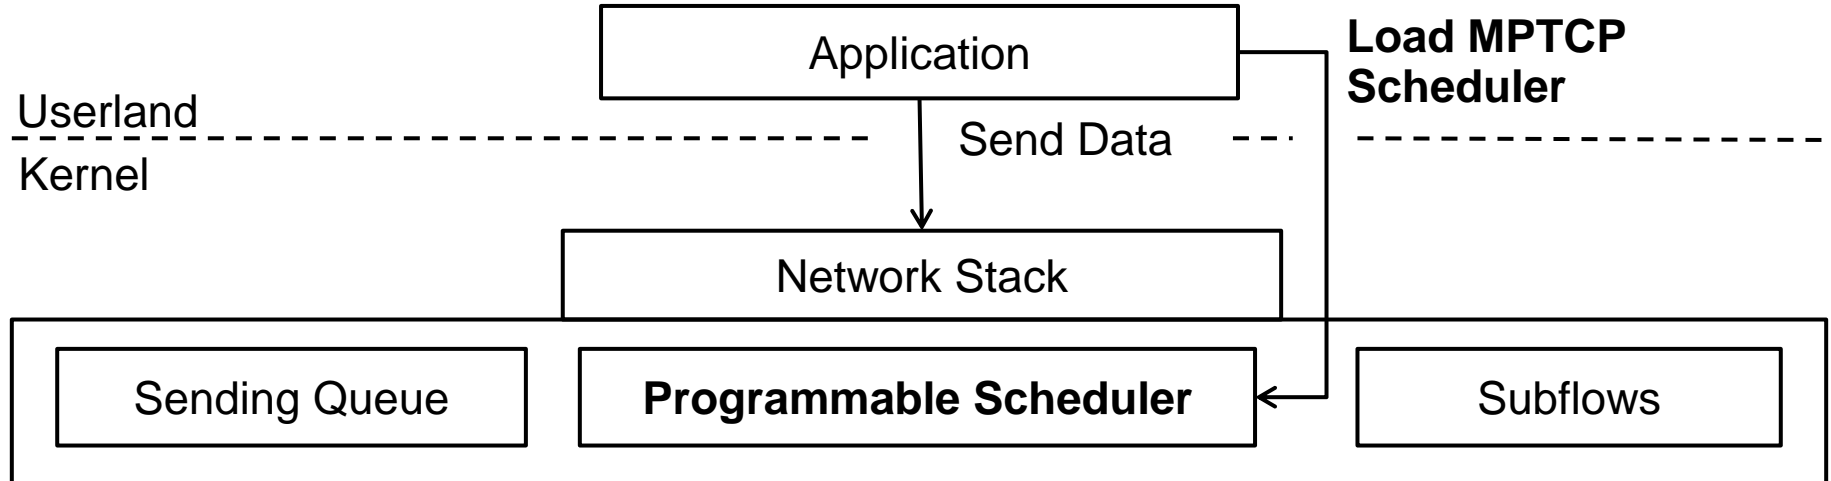 Application
Load MPTCP
Scheduler
Userland
Send Data
Kernel
Network Stack
Sending Queue
Programmable Scheduler
Subflows